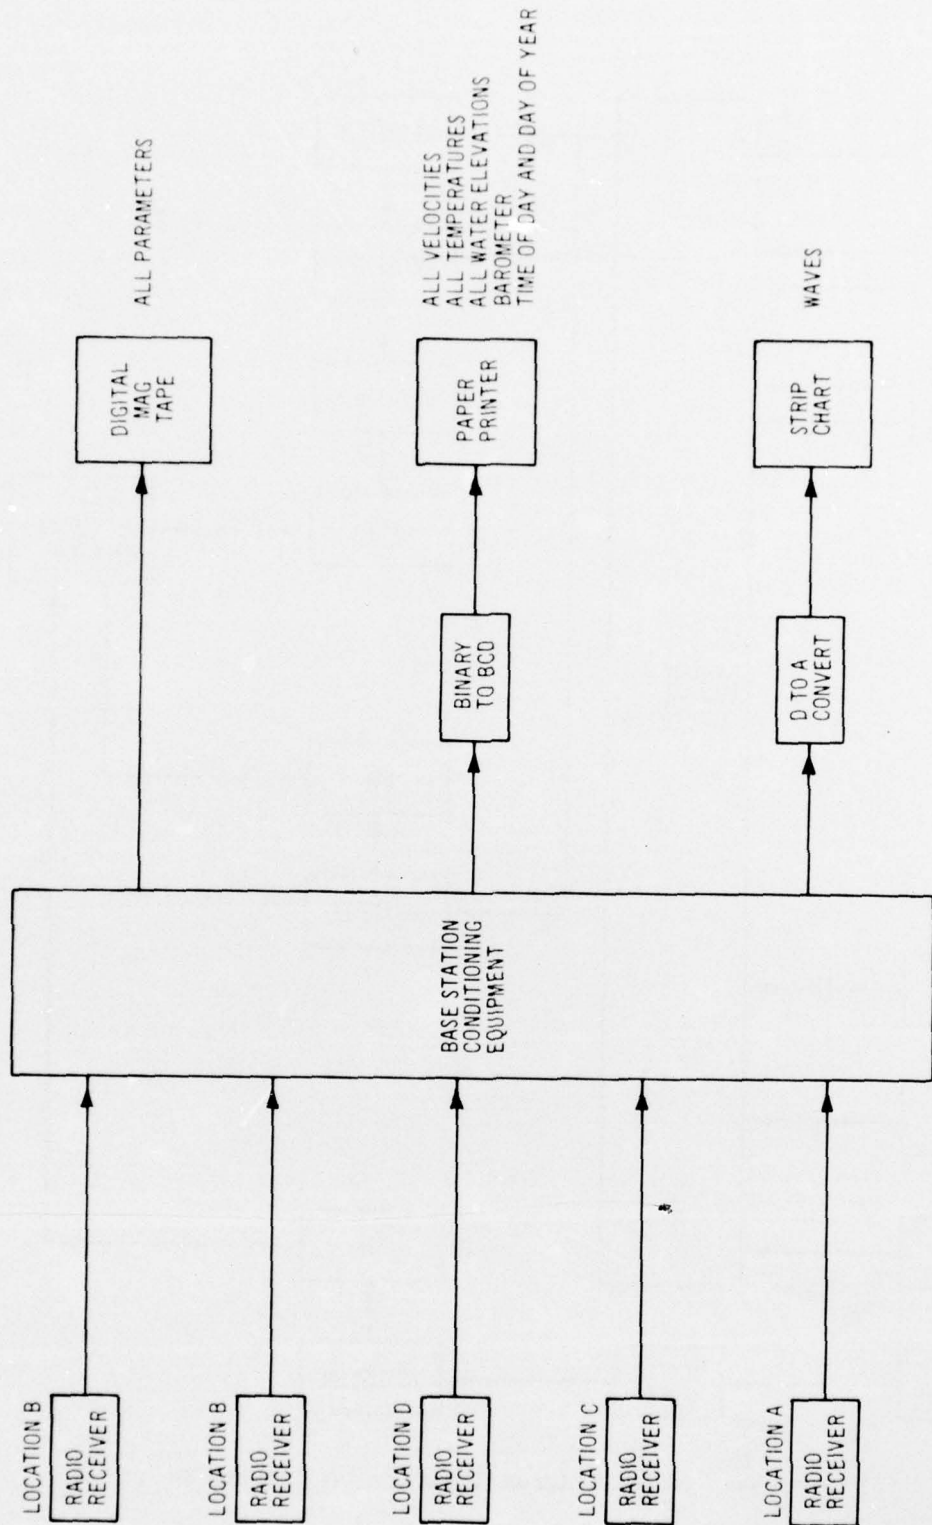 LOCATION B
RADIO
RECEIVER
LOCATION B
RADIO
RECEIVER
LOCATION D
RADIO
RECEIVER
LOCATION C
RADIO
RECEIVER
LOCATION A
RADIO
RECEIVER
BASE STATION
CONDITIONING
EQUIPMENT
BINARY
TO BCD
D TO A
CONVERT
DIGITAL
MAG
TAPE
PAPER
PRINTER
STRIP
CHART
ALL PARAMETERS
ALL VELOCITIES
ALL TEMPERATURES
ALL WATER ELEVATIONS
BAROMETER
TIME OF DAY AND DAY OF YEAR
WAVES